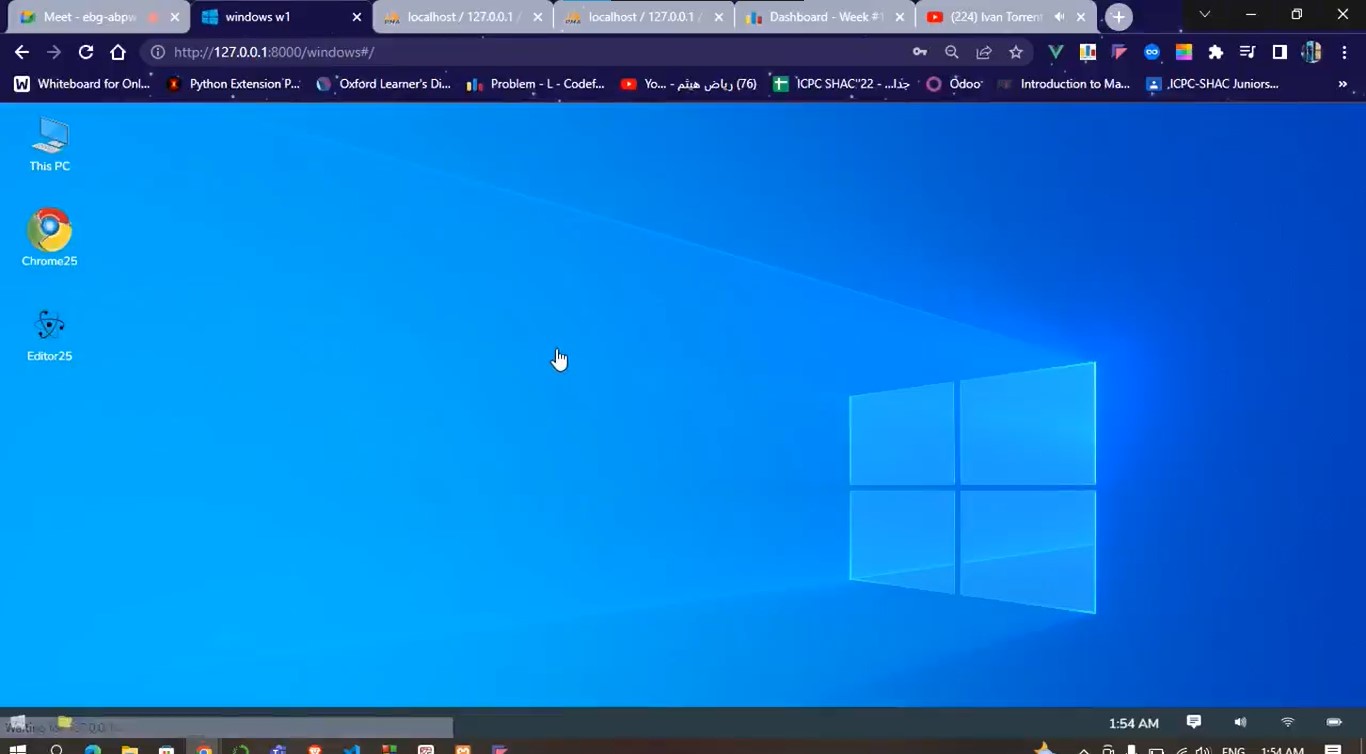 Meet - ebg-abpw
windows w1
localhost / 127.0.0.1
localhost / 127.0.0.1
Dashboard - Week #1
(224) Ivan Torrent
http://127.0.0.1:8000/windows#/
Whiteboard for Onl...
Python Extension P...
Oxford Learner's Di...
Problem - L - Codef...
Yo... - رياض هيثم (76)
ICPC SHAC"22 -...جدا
Odoo
Introduction to Ma...
ICPC-SHAC Juniors...
»
This PC
Chrome25
Editor25
1:54 AM
Waiting for 127.0.0.1...
ENG
1:54 AM